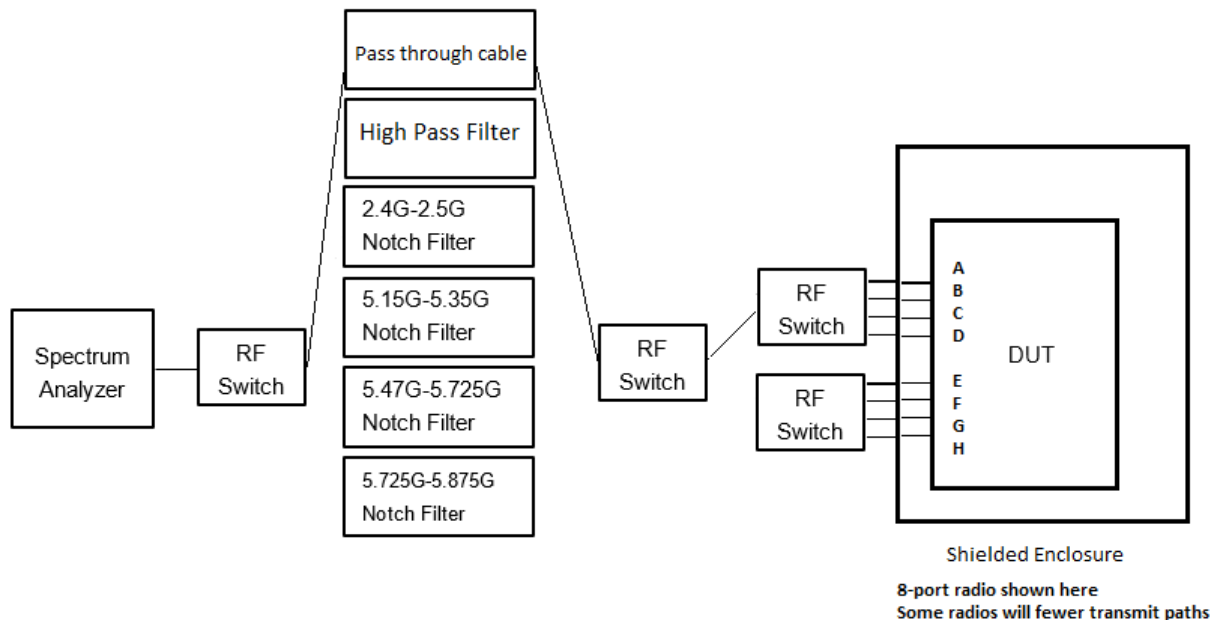 Pass through cable
High Pass Filter
2.4G-2.5G
Notch Filter
5.15G-5.35G
Notch Filter
5.47G-5.725G
Notch Filter
5.725G-5.875G
Notch Filter
Spectrum
Analyzer
RF
Switch
RF
Switch
RF
Switch
RF
Switch
A
B
C
D
E
F
G
H
DUT
Shielded Enclosure
8-port radio shown here
Some radios will fewer transmit paths